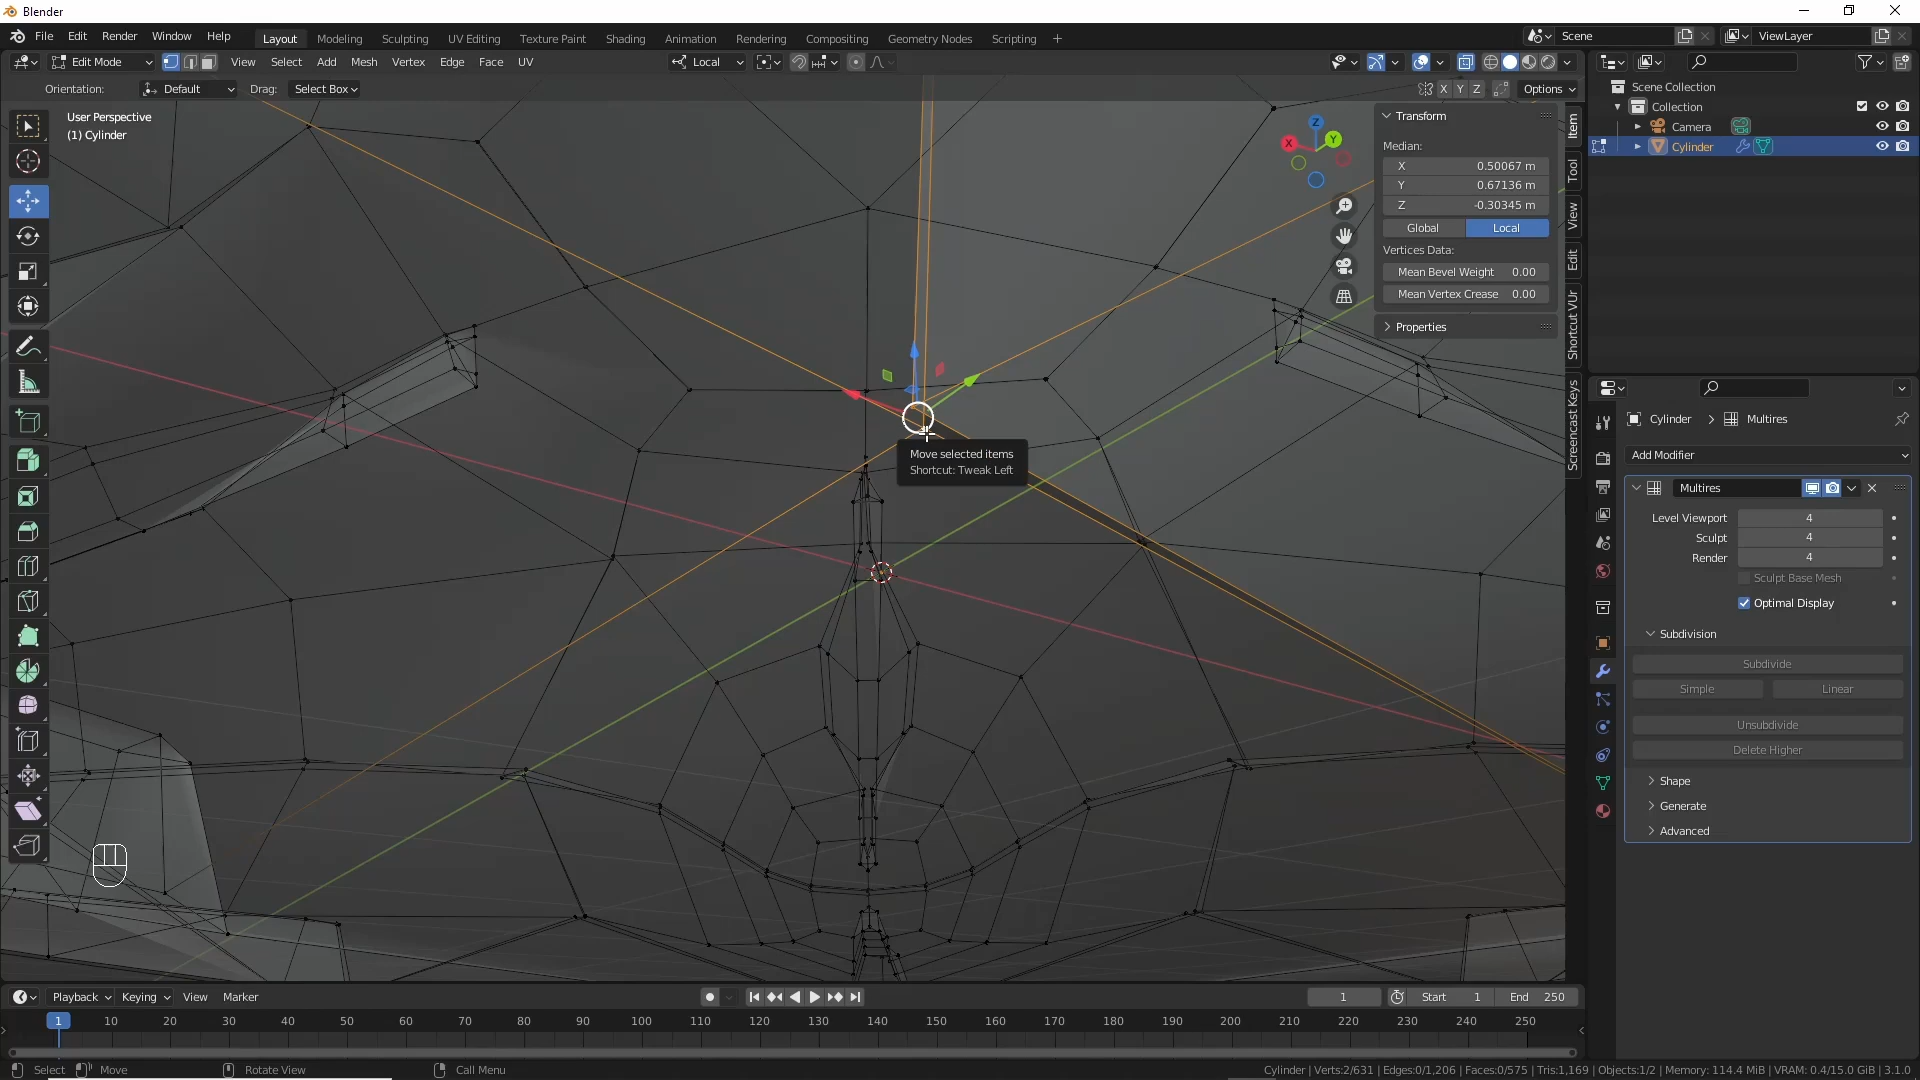 Blender
File Edit Render Window Help
Layout Modeling Sculpting UV Editing Texture Paint Shading Animation Rendering Compositing Geometry Nodes Scripting +
Scene
ViewLayer
Edit Mode View Select Add Mesh Vertex Edge Face UV
Local
Orientation: Default Drag: Select Box
X Y Z Options
User Perspective
(1) Cylinder
Z
X
Y
Transform
Median:
X 0.50067 m
Y 0.67136 m
Z -0.30345 m
Global Local
Vertices Data:
Mean Bevel Weight 0.00
Mean Vertex Crease 0.00
Properties
Item
Tool
View
Edit
Shortcut VUr
Screencast Keys
Move selected items
Shortcut: Tweak Left
Scene Collection
Collection
Camera
Cylinder
Cylinder > Multires
Add Modifier
Multires
Level Viewport 4
Sculpt 4
Render 4
Sculpt Base Mesh
Optimal Display
Subdivision
Subdivide
Simple Linear
Unsubdivide
Delete Higher
Shape
Generate
Advanced
Playback Keying View Marker
1 Start 1 End 250
1 10 20 30 40 50 60 70 80 90 100 110 120 130 140 150 160 170 180 190 200 210 220 230 240 250
Select Move Rotate View Call Menu
Cylinder | Verts:2/631 | Edges:0/1,206 | Faces:0/575 | Tris:1,169 | Objects:1/2 | Memory: 114.4 MiB | VRAM: 0.4/15.0 GiB | 3.1.0